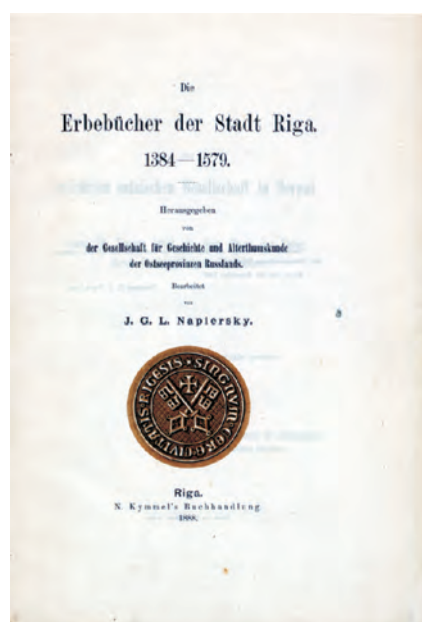 Die
Erbebücher der Stadt Riga.
1384—1579.
Herausgegeben
von
der Gesellschaft für Geschichte und Alterthumskunde
der Ostseeprovinzen Russlands.
Bearbeitet
von
J. G. L. Napiersky.
Riga.
N. Kymmel's Buchhandlung
1888.